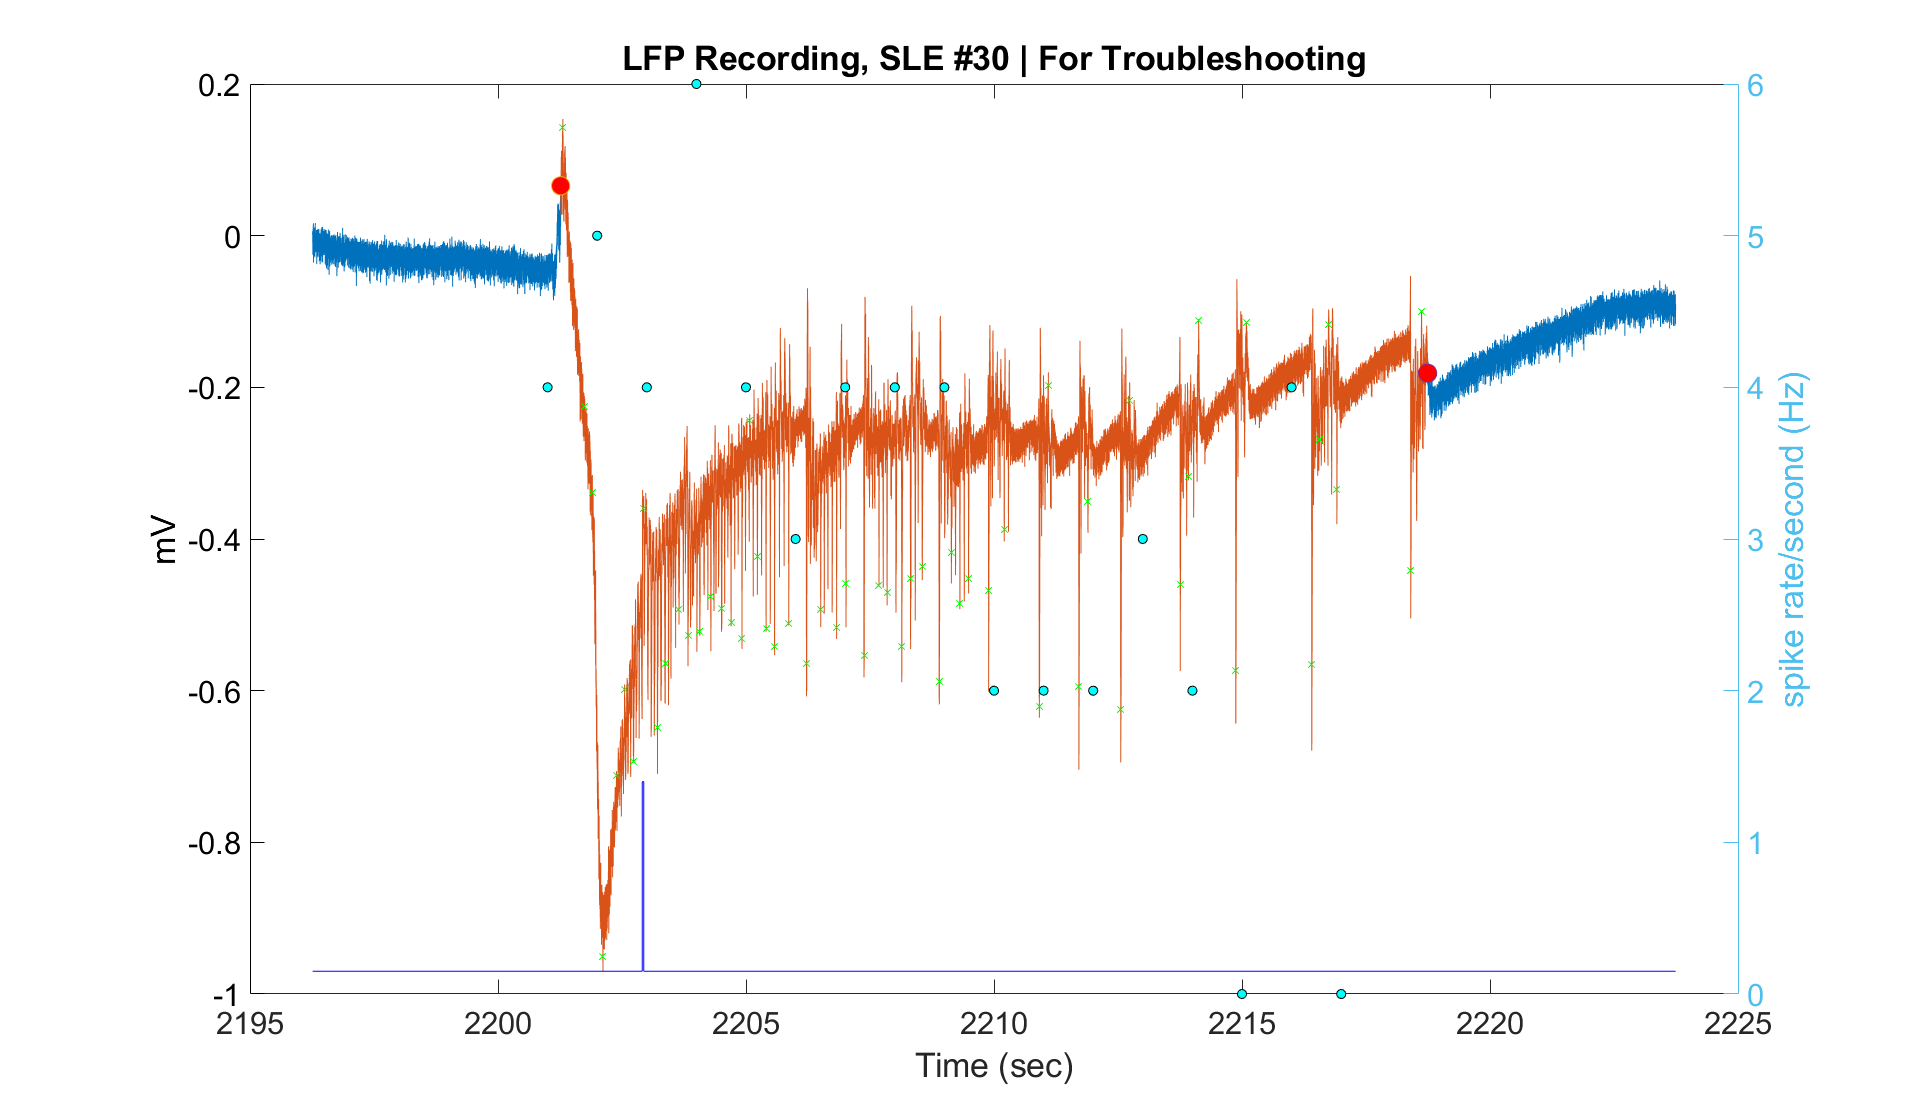 LFP Recording, SLE #30 | For Troubleshooting
0.2
0
-0.2
-0.4
-0.6
-0.8
-1
mV
6
5
4
3
2
1
0
spike rate/second (Hz)
2195 2200 2205 2210 2215 2220 2225
Time (sec)